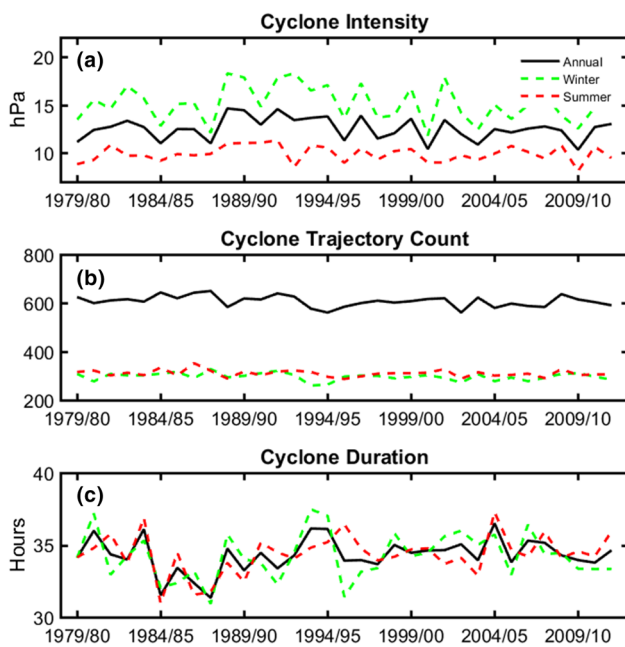 Cyclone Intensity
(a)
20
15
10
hPa
Annual
Winter
Summer
1979/80 1984/85 1989/90 1994/95 1999/00 2004/05 2009/10
Cyclone Trajectory Count
(b)
800
600
400
200
1979/80 1984/85 1989/90 1994/95 1999/00 2004/05 2009/10
Cyclone Duration
(c)
40
35
30
Hours
1979/80 1984/85 1989/90 1994/95 1999/00 2004/05 2009/10